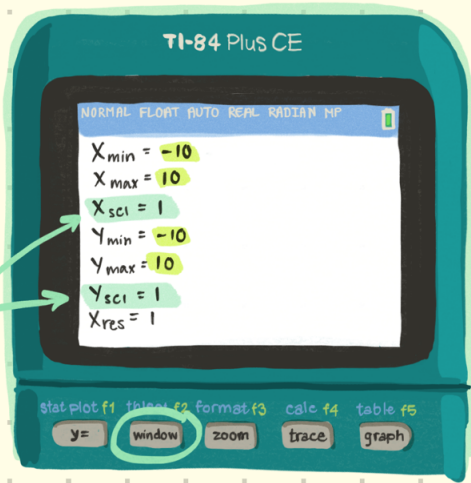 TI-84 Plus CE
NORMAL FLOAT AUTO REAL RADIAN MP
Xmin = -10
Xmax = 10
Xscl = 1
Ymin = -10
Ymax = 10
Yscl = 1
Xres = 1
stat plot f1 tblset f2 format f3 calc f4 table f5
y= window zoom trace graph